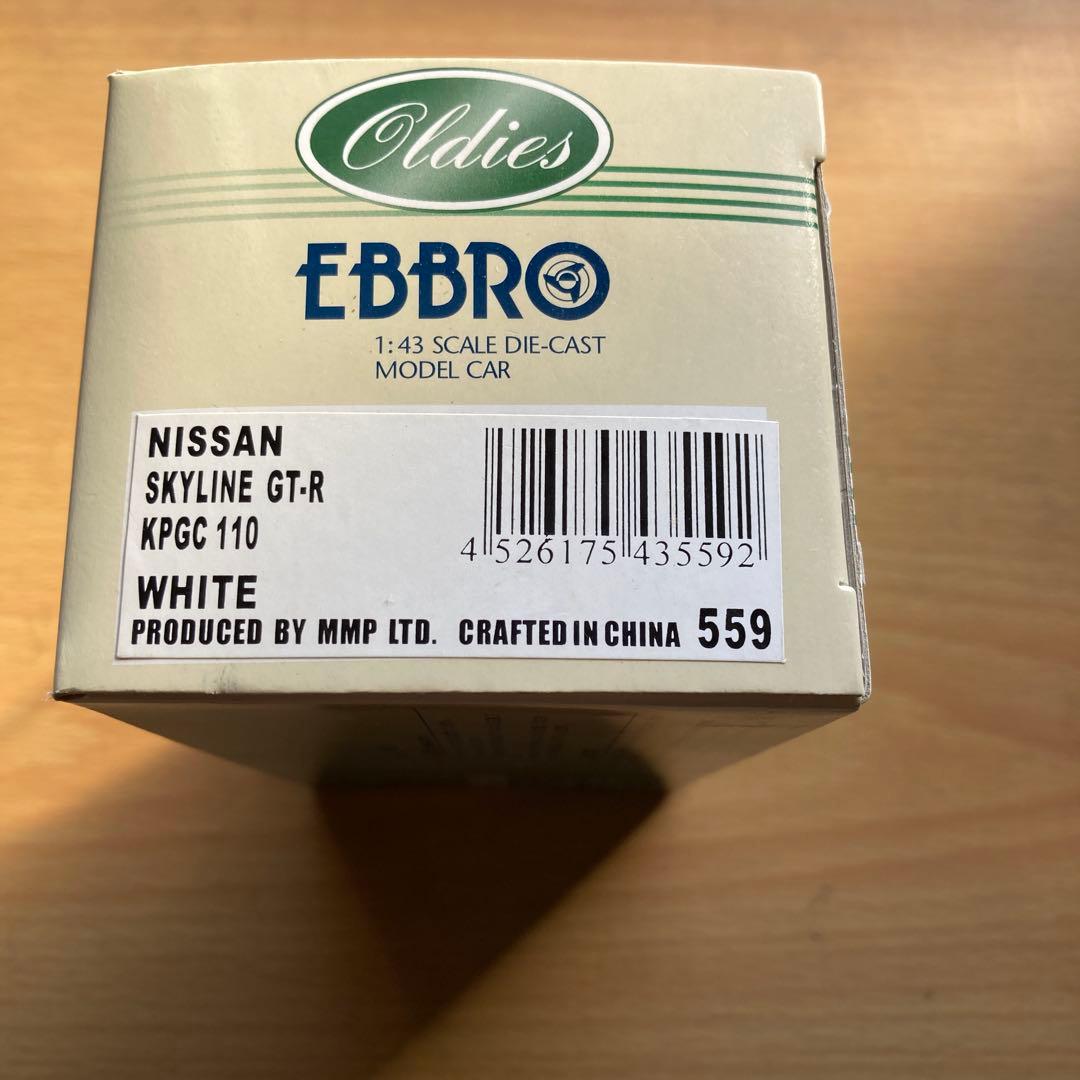 Oldies
EBBRO
1:43 SCALE DIE-CAST
MODEL CAR
NISSAN
SKYLINE GT-R
KPGC 110
WHITE
4 526175 435592
PRODUCED BY MMP LTD. CRAFTED IN CHINA 559